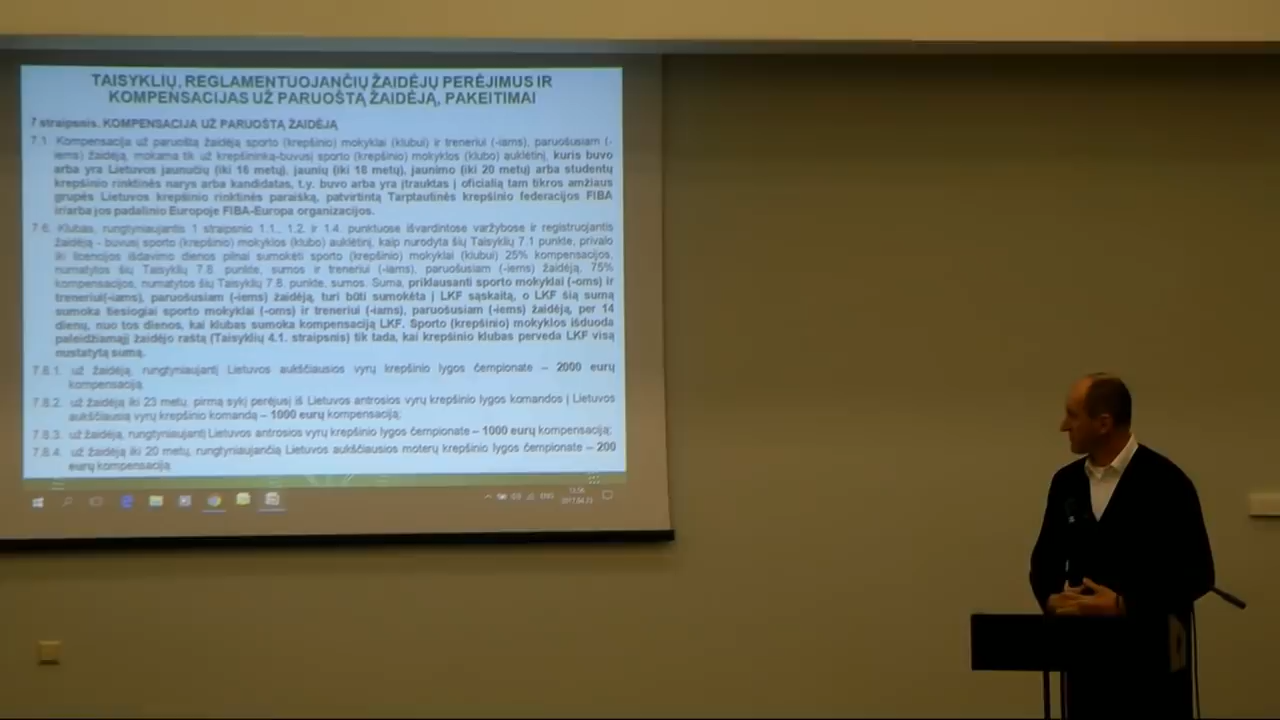 TAISYKLIŲ, REGLAMENTUOJANČIŲ ŽAIDĖJŲ PERĖJIMUS IR
KOMPENSACIJAS UŽ PARUOŠTĄ ŽAIDĖJĄ, PAKEITIMAI
7 straipsnis. KOMPENSACIJA UŽ PARUOŠTĄ ŽAIDĖJĄ
7.1. Kompensacija už paruoštą žaidėją sporto (krepšinio) mokyklai (klubui) ir treneriui (-iams), paruošusiam (-
iems) žaidėją, mokama tik už krepšininką-buvusį sporto (krepšinio) mokyklos (klubo) auklėtinį, kuris buvo
arba yra Lietuvos jaunučių (iki 16 metų), jaunių (iki 18 metų), jaunimo (iki 20 metų) arba studentų
krepšinio rinktinės narys arba kandidatas, t.y. buvo arba yra įtrauktas į oficialią tam tikros amžiaus
grupės Lietuvos krepšinio rinktinės paraišką, patvirtintą Tarptautinės krepšinio federacijos FIBA
ir/arba jos padalinio Europoje FIBA-Europa organizacijos.
7.6. Klubas, rungtyniaujantis 1 straipsnio 1.1., 1.2. ir 1.4. punktuose išvardintose varžybose ir registruojantis
žaidėją - buvusį sporto (krepšinio) mokyklos (klubo) auklėtinį, kaip nurodyta šių Taisyklių 7.1 punkte, privalo
iki licencijos išdavimo dienos pilnai sumokėti sporto (krepšinio) mokyklai (klubui) 25% kompensacijos,
numatytos šių Taisyklių 7.8. punkte, sumos ir treneriui (-iams), paruošusiam (-iems) žaidėją, 75%
kompensacijos, numatytos šių Taisyklių 7.8. punkte, sumos. Suma, priklausanti sporto mokyklai (-oms) ir
treneriui(-iams), paruošusiam (-iems) žaidėją, turi būti sumokėta į LKF sąskaitą, o LKF šią sumą
sumoka tiesiogiai sporto mokyklai (-oms) ir treneriui (-iams), paruošusiam (-iems) žaidėją, per 14
dienų, nuo tos dienos, kai klubas sumoka kompensaciją LKF. Sporto (krepšinio) mokyklos išduoda
paleidžiamąjį žaidėjo raštą (Taisyklių 4.1. straipsnis) tik tada, kai krepšinio klubas perveda LKF visą
nustatytą sumą.
7.8.1. už žaidėją, rungtyniaujantį Lietuvos aukščiausios vyrų krepšinio lygos čempionate – 2000 eurų
kompensacija;
7.8.2. už žaidėją iki 23 metų, pirmą sykį perėjusį iš Lietuvos antrosios vyrų krepšinio lygos komandos į Lietuvos
aukščiausią vyrų krepšinio komandą – 1000 eurų kompensacija;
7.8.3. už žaidėją, rungtyniaujantį Lietuvos antrosios vyrų krepšinio lygos čempionate – 1000 eurų kompensacija;
7.8.4. už žaidėją iki 20 metų, rungtyniaujančią Lietuvos aukščiausios moterų krepšinio lygos čempionate – 200
eurų kompensacija
ENG